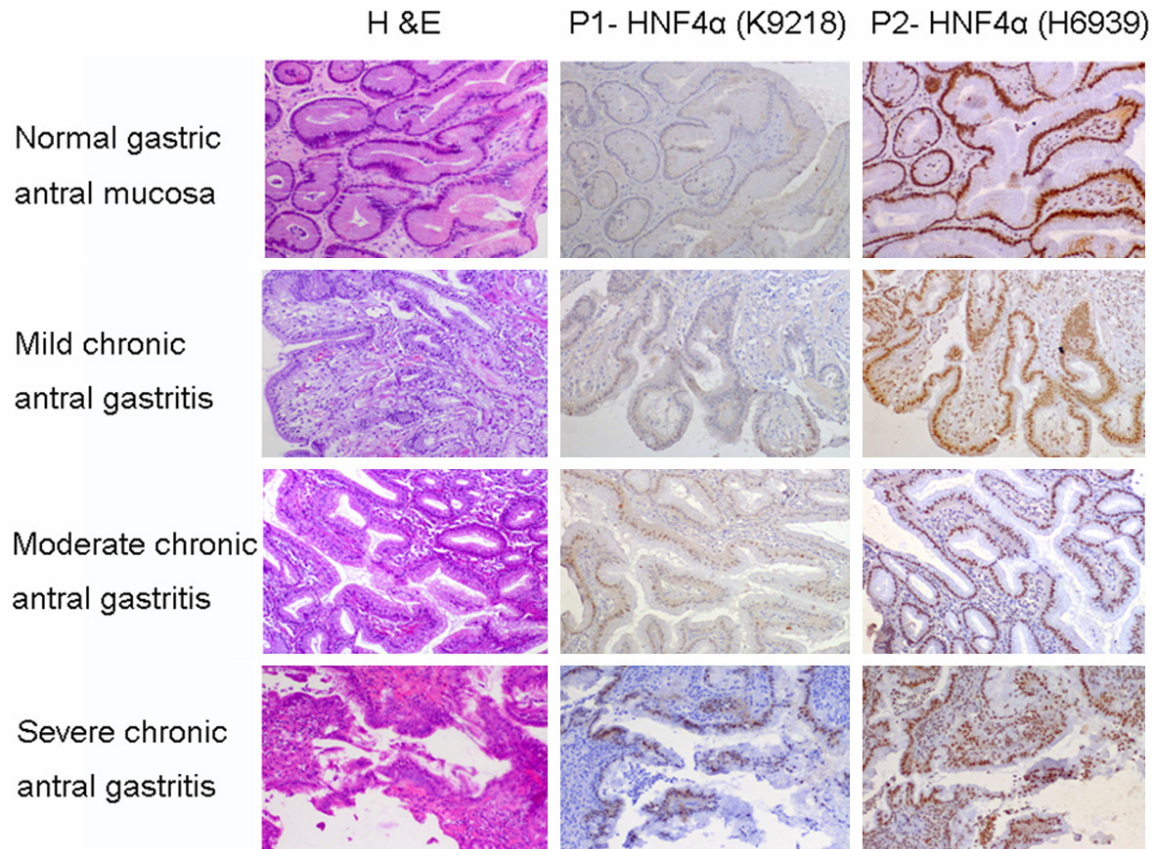 H &E
P1- HNF4α (K9218)
P2- HNF4α (H6939)
Normal gastric
antral mucosa
Mild chronic
antral gastritis
Moderate chronic
antral gastritis
Severe chronic
antral gastritis